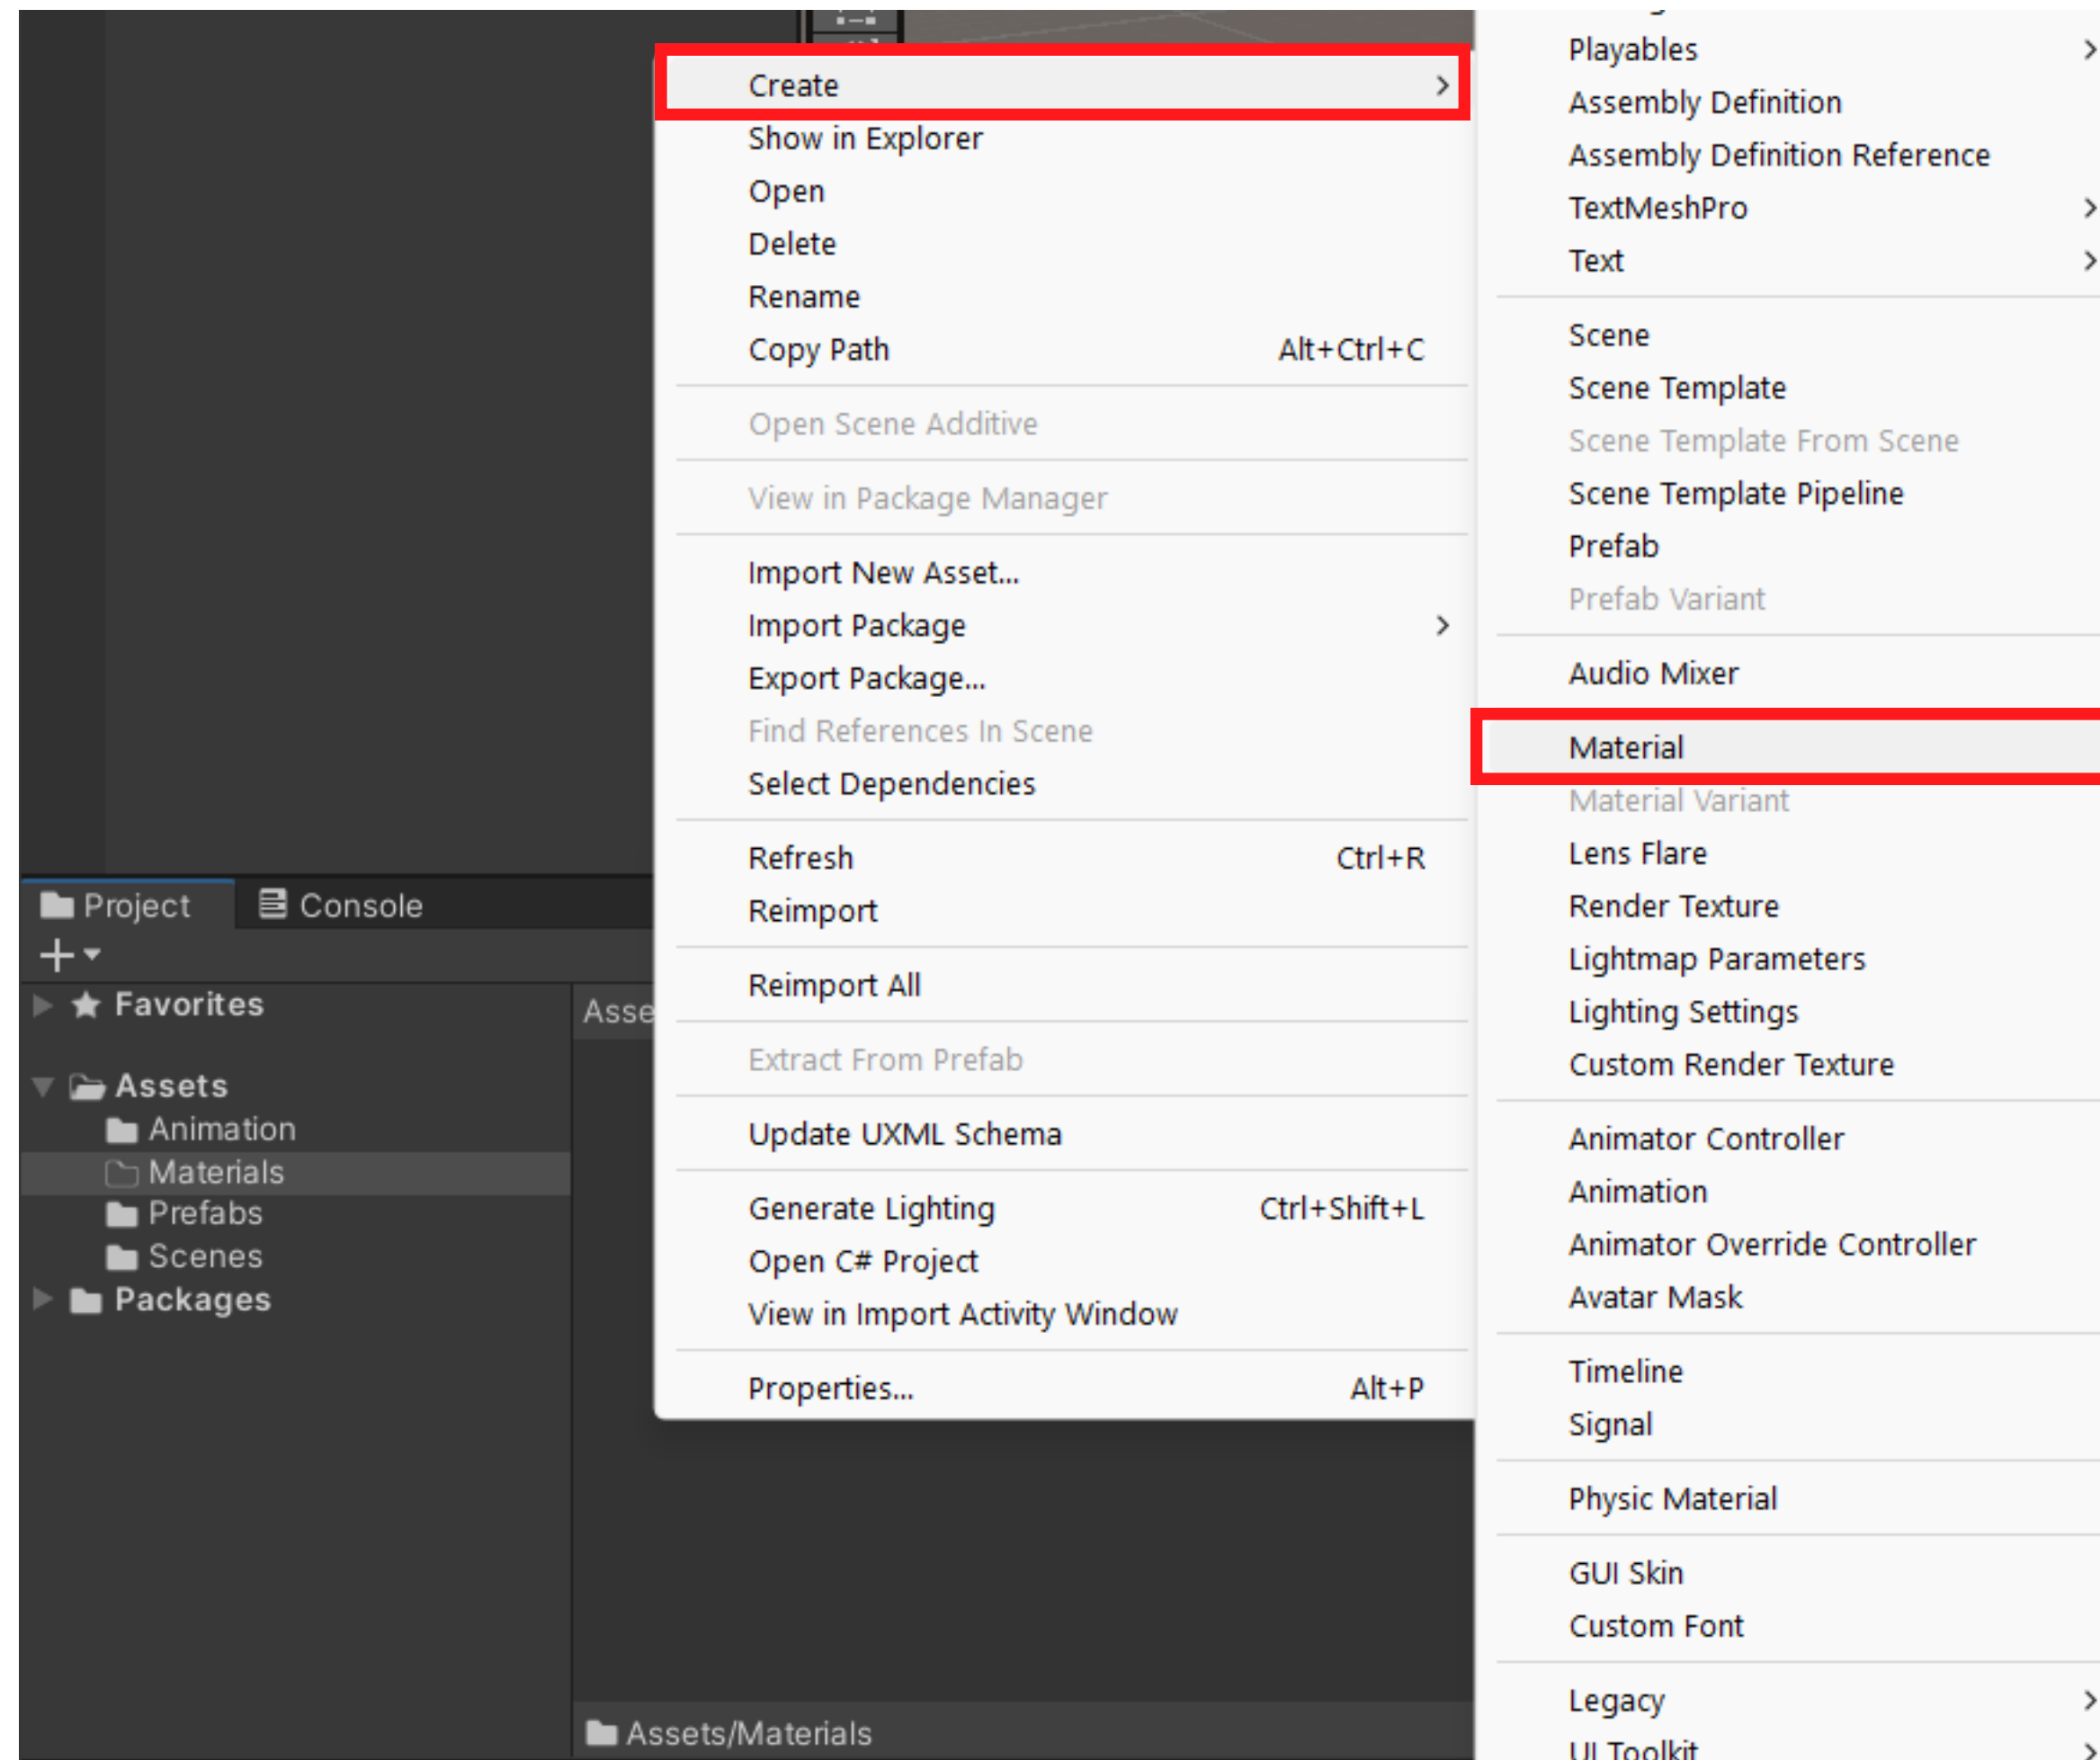 Create
Show in Explorer
Open
Delete
Rename
Copy Path Alt+Ctrl+C
Open Scene Additive
View in Package Manager
Import New Asset...
Import Package
Export Package...
Find References In Scene
Select Dependencies
Refresh Ctrl+R
Reimport
Reimport All
Extract From Prefab
Update UXML Schema
Generate Lighting Ctrl+Shift+L
Open C# Project
View in Import Activity Window
Properties... Alt+P
Playables
Assembly Definition
Assembly Definition Reference
TextMeshPro
Text
Scene
Scene Template
Scene Template From Scene
Scene Template Pipeline
Prefab
Prefab Variant
Audio Mixer
Material
Material Variant
Lens Flare
Render Texture
Lightmap Parameters
Lighting Settings
Custom Render Texture
Animator Controller
Animation
Animator Override Controller
Avatar Mask
Timeline
Signal
Physic Material
GUI Skin
Custom Font
Legacy
UI Toolkit
Project Console
Favorites
Asse
Assets
Animation
Materials
Prefabs
Scenes
Packages
Assets/Materials